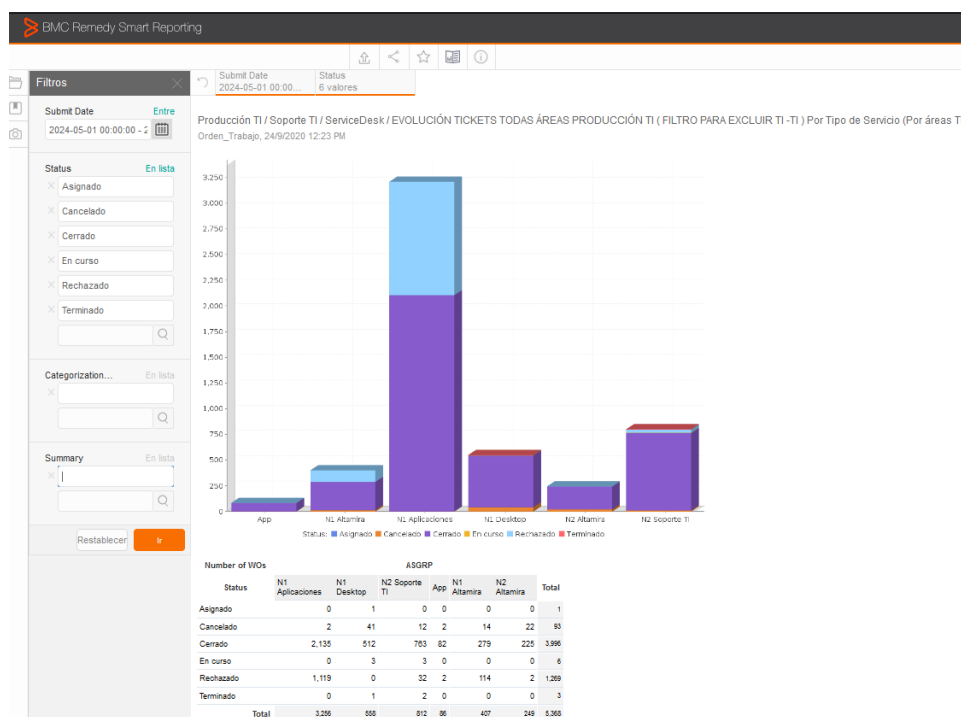 BMC Remedy Smart Reporting
Filtros
Submit Date Entre
2024-05-01 00:00:00 - 2
Status En lista
Asignado
Cancelado
Cerrado
En curso
Rechazado
Terminado
Categorization... En lista
Summary En lista
Restablecer Ir
Submit Date Status
2024-05-01 00:00... 6 valores
Producción TI / Soporte TI / ServiceDesk / EVOLUCIÓN TICKETS TODAS ÁREAS PRODUCCIÓN TI ( FILTRO PARA EXCLUIR TI -TI ) Por Tipo de Servicio (Por áreas T
Orden_Trabajo, 24/9/2020 12:23 PM
3,250
3,000
2,750
2,500
2,250
2,000
1,750
1,500
1,250
1,000
750
500
250
0
App N1 Altamira N1 Aplicaciones N1 Desktop N2 Altamira N2 Soporte TI
Status: Asignado Cancelado Cerrado En curso Rechazado Terminado
Number of WOs ASGRP
Status N1 Aplicaciones N1 Desktop N2 Soporte TI App N1 Altamira N2 Altamira Total
Asignado 0 1 0 0 0 0 1
Cancelado 2 41 12 2 14 22 93
Cerrado 2,135 512 763 82 279 225 3,996
En curso 0 3 3 0 0 0 6
Rechazado 1,119 0 32 2 114 2 1,269
Terminado 0 1 2 0 0 0 3
Total 3,256 558 812 86 407 249 5,368